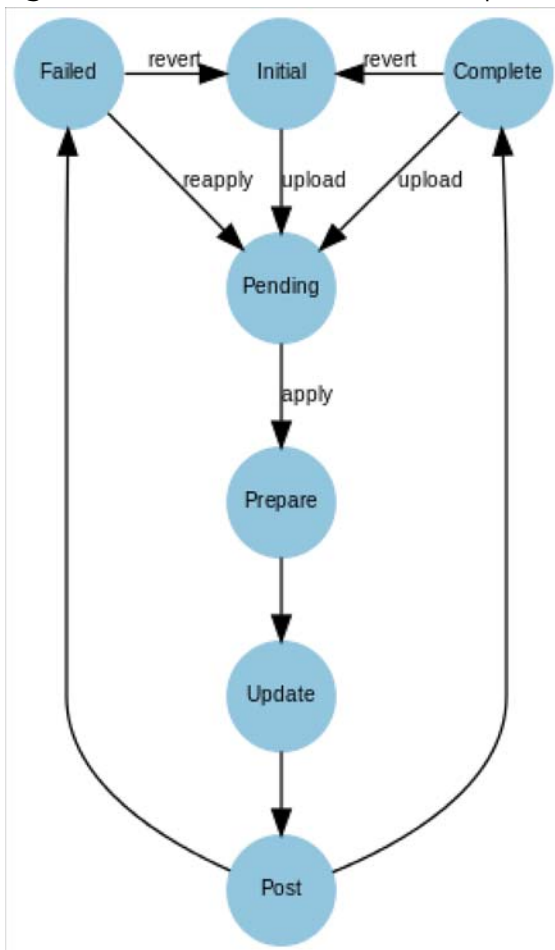 Failed
revert
Initial
revert
Complete
reapply
upload
upload
Pending
apply
Prepare
Update
Post